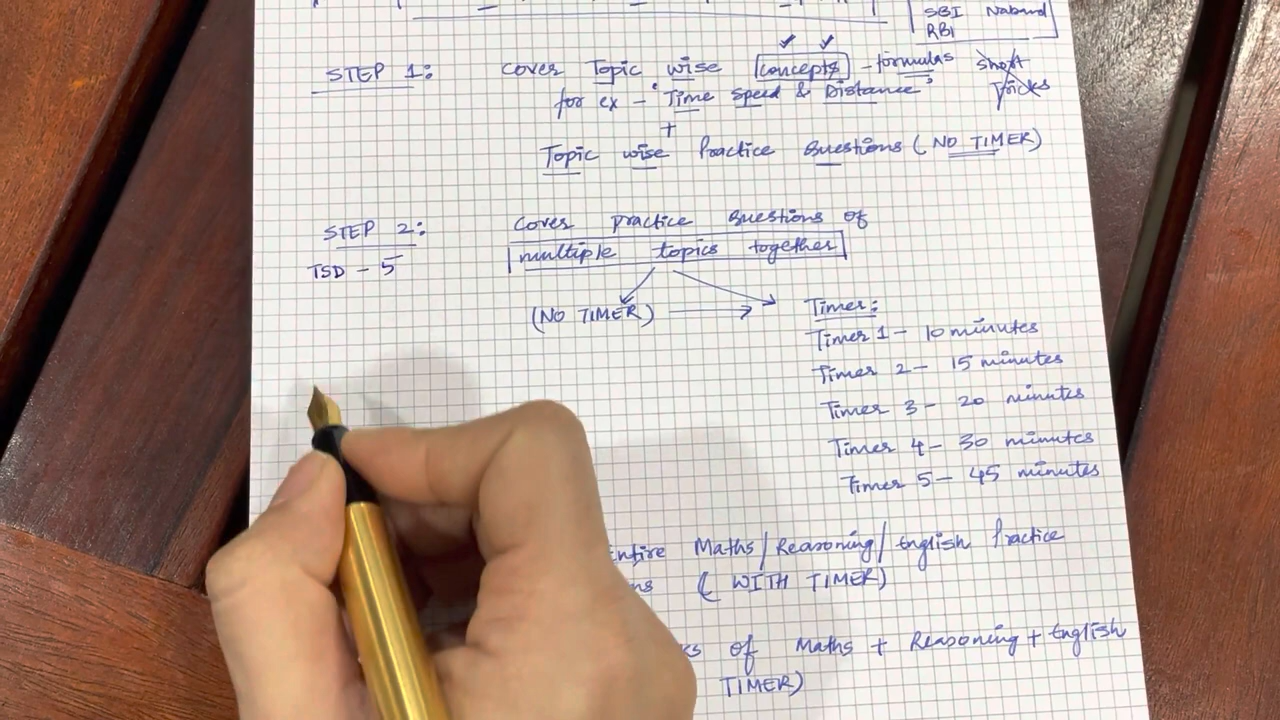 SBI Nabard
RBI
STEP 1: Cover Topic wise concepts - formulas short tricks
for ex - 'Time Speed & Distance'
+
Topic wise Practice Questions (NO TIMER)
STEP 2: Cover practice questions of
TSD - 5 multiple topics together
(NO TIMER) Timer:
Timer 1 - 10 minutes
Timer 2 - 15 minutes
Timer 3 - 20 minutes
Timer 4 - 30 minutes
Timer 5 - 45 minutes
Entire Maths/Reasoning/English Practice
(WITH TIMER)
of Maths + Reasoning + English
TIMER)